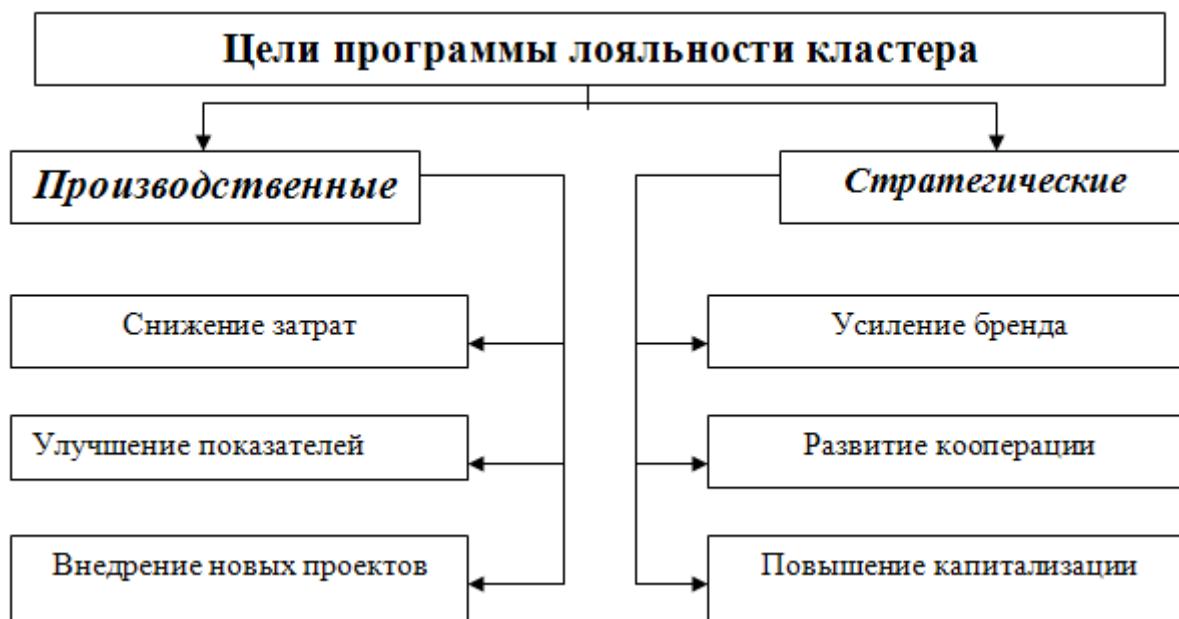 Цели программы лояльности кластера
Производственные
Стратегические
Снижение затрат
Усиление бренда
Улучшение показателей
Развитие кооперации
Внедрение новых проектов
Повышение капитализации